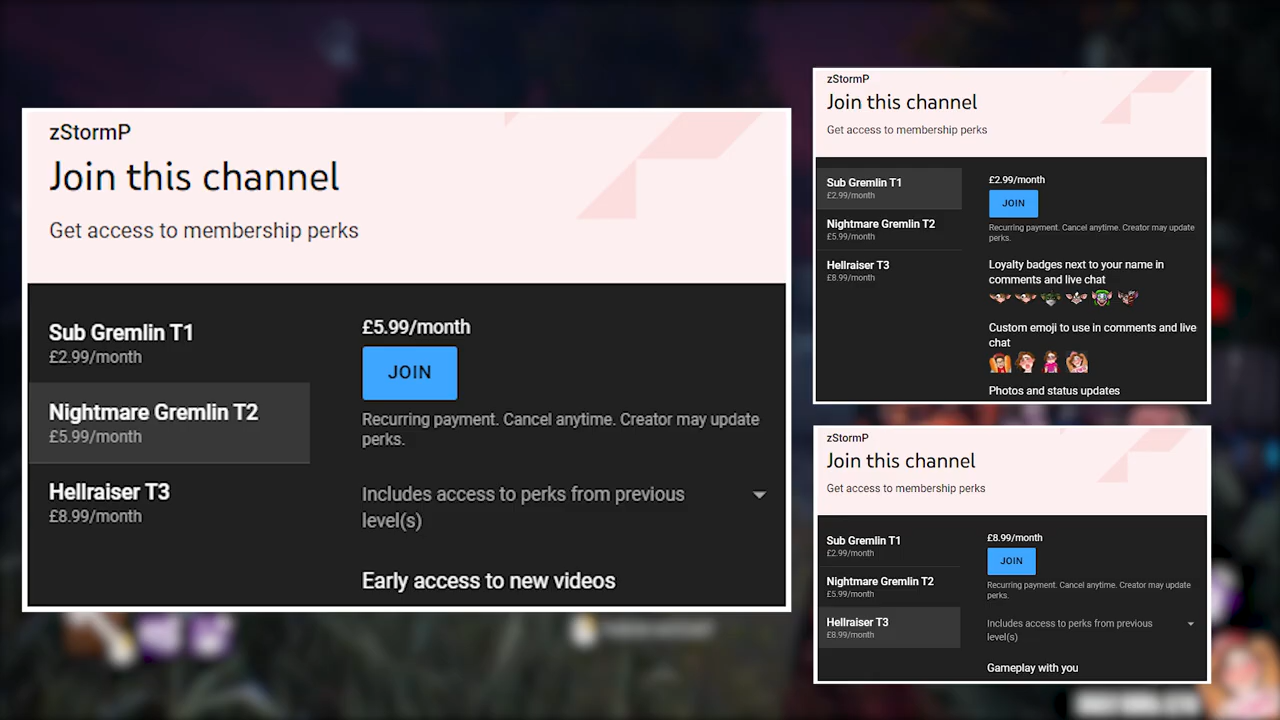 zStormP
Join this channel
Get access to membership perks
Sub Gremlin T1
£2.99/month
Nightmare Gremlin T2
£5.99/month
Hellraiser T3
£8.99/month
£5.99/month
JOIN
Recurring payment. Cancel anytime. Creator may update
perks.
Includes access to perks from previous
level(s)
Early access to new videos
zStormP
Join this channel
Get access to membership perks
Sub Gremlin T1
£2.99/month
Nightmare Gremlin T2
£5.99/month
Hellraiser T3
£8.99/month
£2.99/month
JOIN
Recurring payment. Cancel anytime. Creator may update
perks.
Loyalty badges next to your name in
comments and live chat
Custom emoji to use in comments and live
chat
Photos and status updates
zStormP
Join this channel
Get access to membership perks
Sub Gremlin T1
£2.99/month
Nightmare Gremlin T2
£5.99/month
Hellraiser T3
£8.99/month
£8.99/month
JOIN
Recurring payment. Cancel anytime. Creator may update
perks.
Includes access to perks from previous
level(s)
Gameplay with you